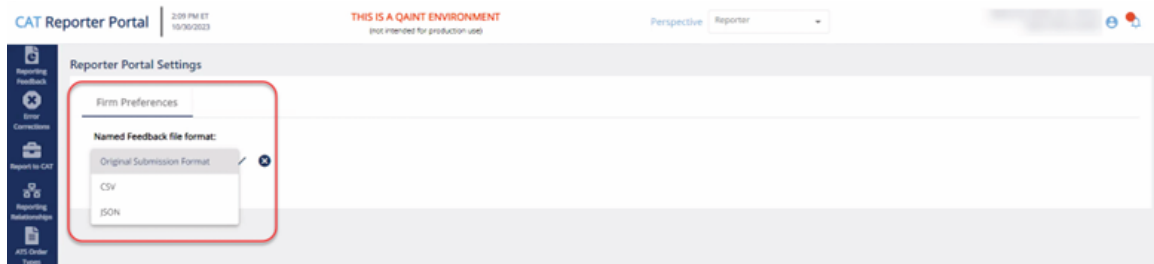 CAT Reporter Portal
2:09 PM ET
10/30/2023
THIS IS A QAINT ENVIRONMENT
(not intended for production use)
Perspective
Reporter
Reporting
Feedback
Error
Corrections
Report to CAT
Reporting
Relationships
ATS Order
Types
Reporter Portal Settings
Firm Preferences
Named Feedback file format:
Original Submission Format
CSV
JSON